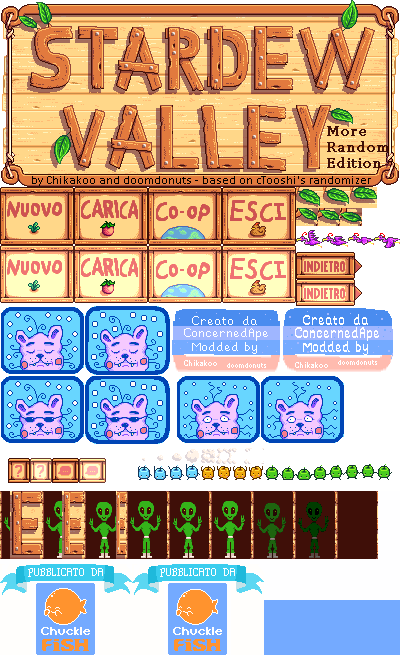 STARDEW
VALLEY
More
Random
Edition
by Chikakoo and doomdonuts - based on cTooshi's randomizer
NUOVO CARICA CO-OP ESCI
NUOVO CARICA CO-OP ESCI
INDIETRO
INDIETRO
Creato da
ConcernedApe
Modded by
Chikakoo doomdonuts
Creato da
ConcernedApe
Modded by
Chikakoo doomdonuts
? ?
E E E
PUBBLICATO DA PUBBLICATO DA
Chuckle
FISH
Chuckle
FISH